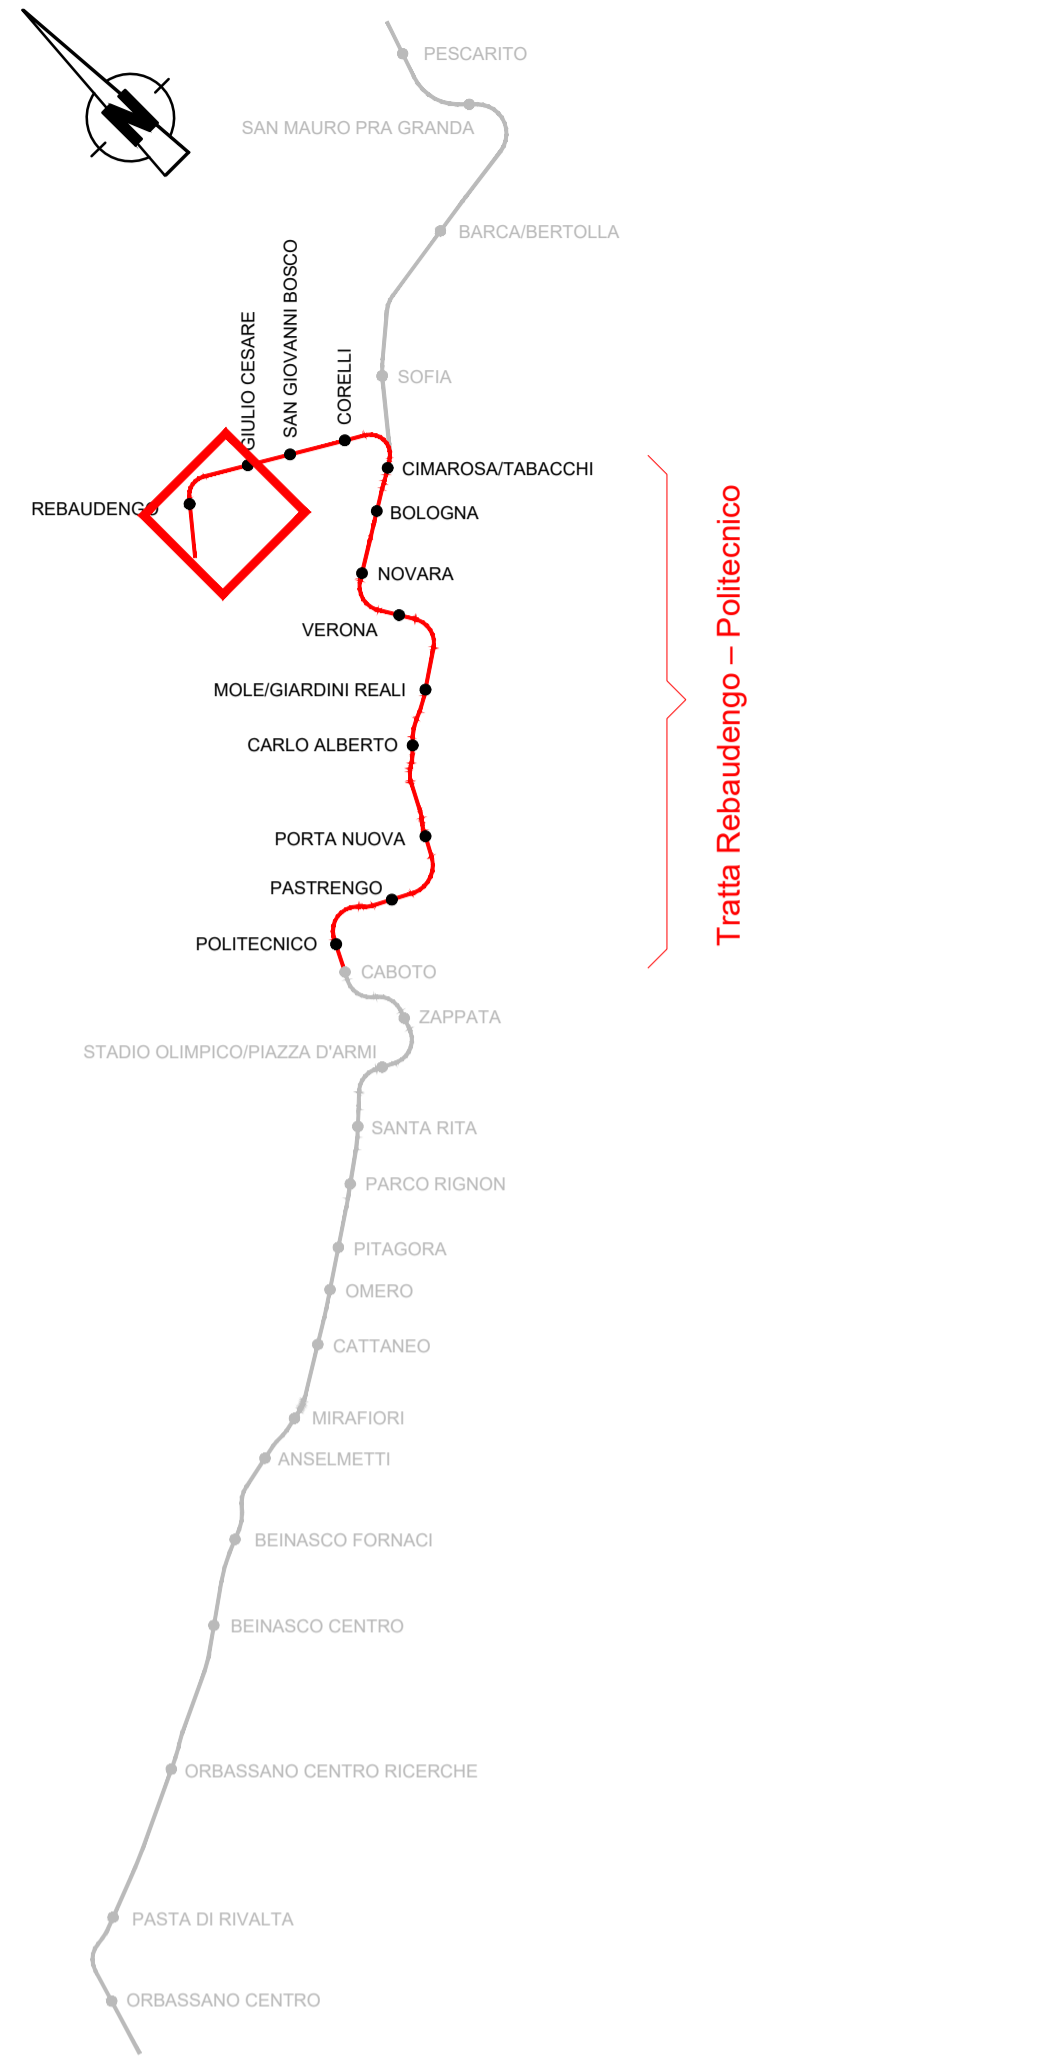 N
PESCARITO
SAN MAURO PRA GRANDA
BARCA/BERTOLLA
SOFIA
GIULIO CESARE
SAN GIOVANNI BOSCO
CORELLI
CIMAROSA/TABACCHI
REBAUDENGO
BOLOGNA
NOVARA
VERONA
MOLE/GIARDINI REALI
CARLO ALBERTO
PORTA NUOVA
PASTRENGO
POLITECNICO
Tratta Rebaudengo – Politecnico
CABOTO
ZAPPATA
STADIO OLIMPICO/PIAZZA D'ARMI
SANTA RITA
PARCO RIGNON
PITAGORA
OMERO
CATTANEO
MIRAFIORI
ANSELMETTI
BEINASCO FORNACI
BEINASCO CENTRO
ORBASSANO CENTRO RICERCHE
PASTA DI RIVALTA
ORBASSANO CENTRO